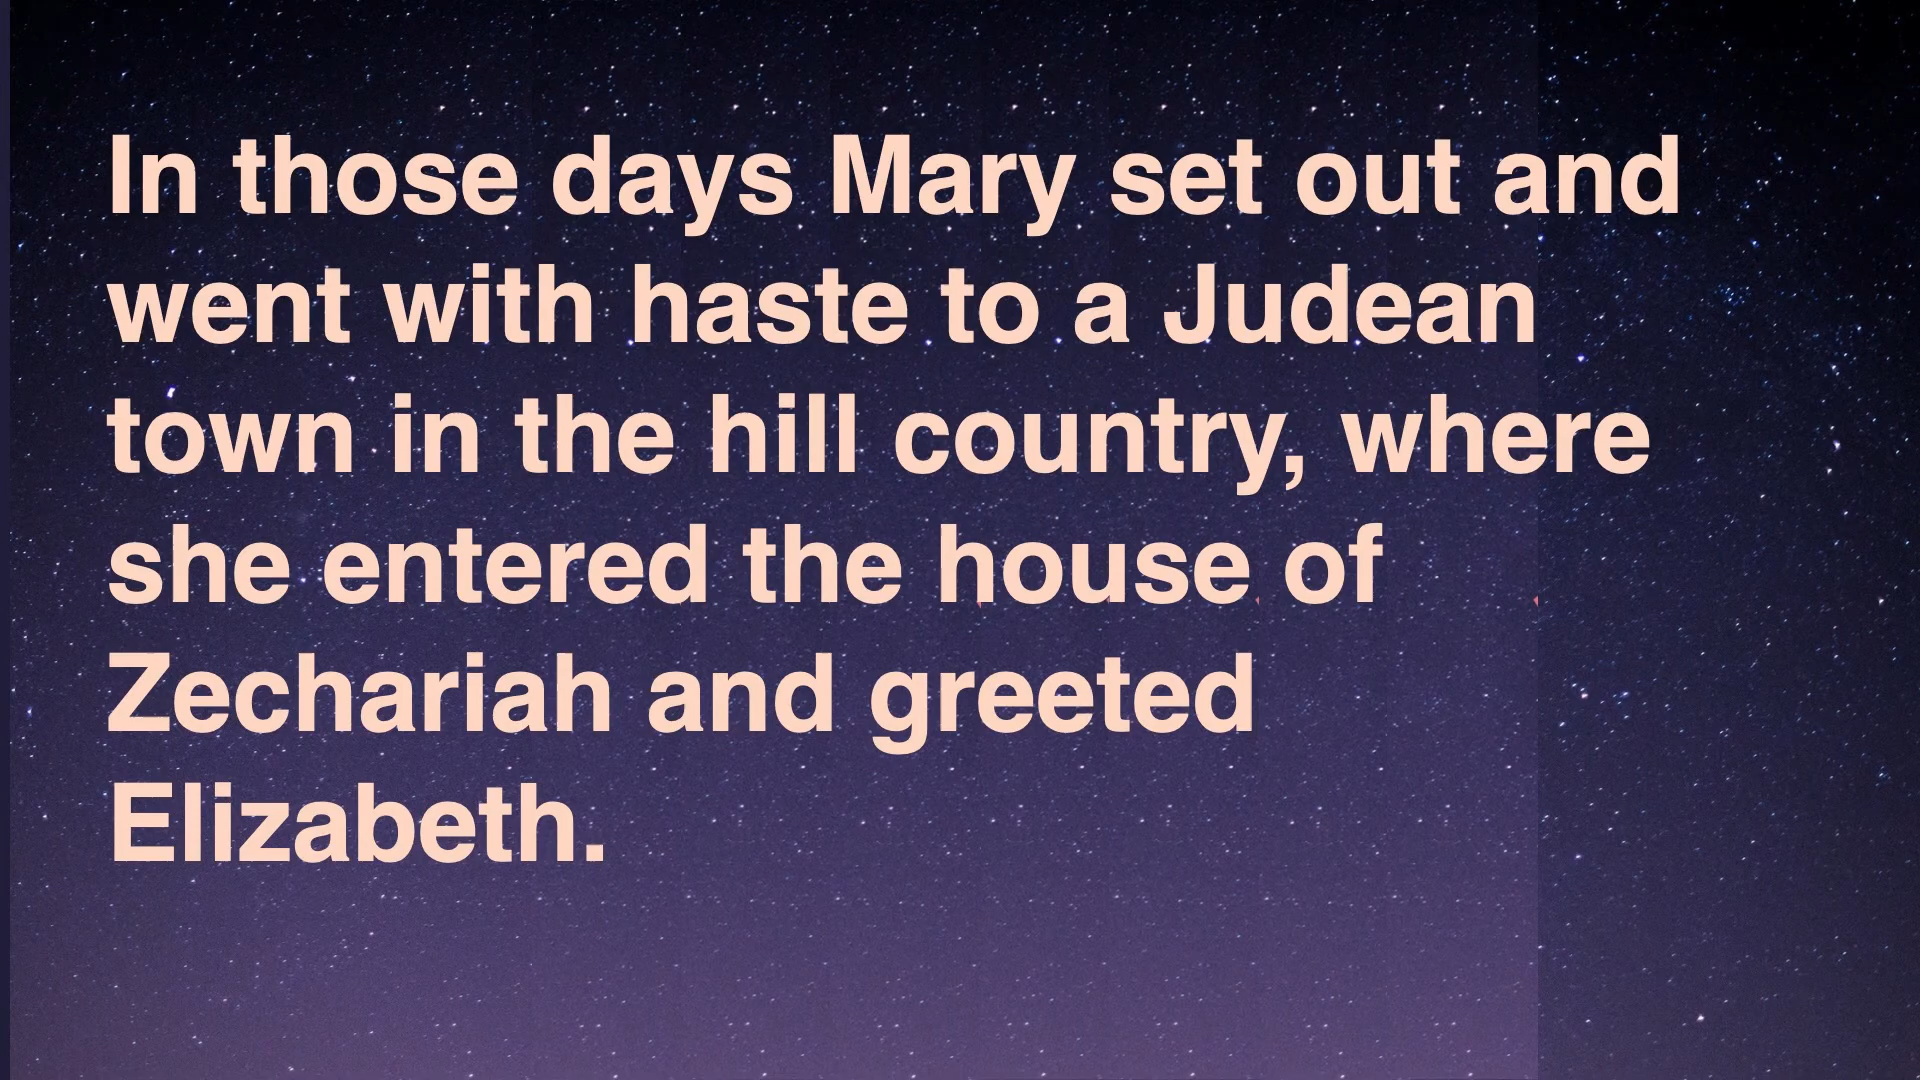 In those days Mary set out and
went with haste to a Judean
town in the hill country, where
she entered the house of
Zechariah and greeted
Elizabeth.